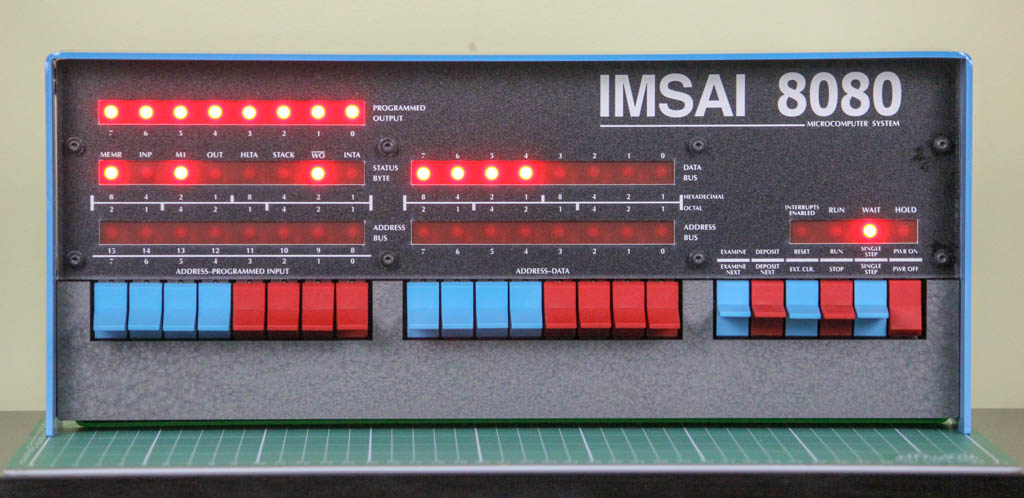 IMSAI 8080
MICROCOMPUTER SYSTEM
PROGRAMMED
OUTPUT
7 6 5 4 3 2 1 0
MEMR INP M1 OUT HLTA STACK WO INTA
STATUS
BYTE
7 6 5 4 3 2 1 0
DATA
BUS
8 4 2 1 8 4 2 1
2 1 4 2 1 4 2 1
8 4 2 1 8 4 2 1
HEXADECIMAL
2 1 4 2 1 4 2 1
OCTAL
ADDRESS
BUS
15 14 13 12 11 10 9 8
7 6 5 4 3 2 1 0
ADDRESS–PROGRAMMED INPUT
ADDRESS
BUS
7 6 5 4 3 2 1 0
ADDRESS–DATA
INTERRUPTS
ENABLED
RUN WAIT HOLD
EXAMINE DEPOSIT RESET RUN SINGLE STEP PWR ON
EXAMINE NEXT DEPOSIT NEXT EXT. CLR. STOP SINGLE STEP PWR OFF